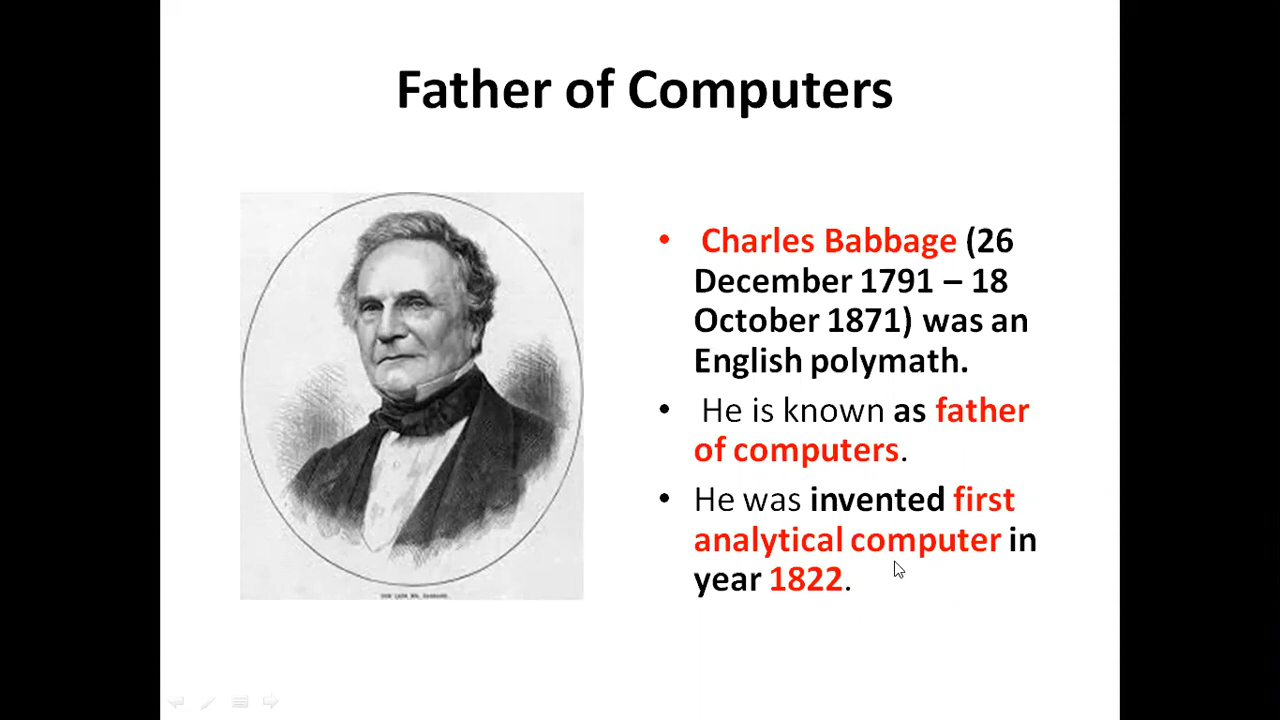 Father of Computers
• Charles Babbage (26
December 1791 – 18
October 1871) was an
English polymath.
• He is known as father
of computers.
• He was invented first
analytical computer in
year 1822.